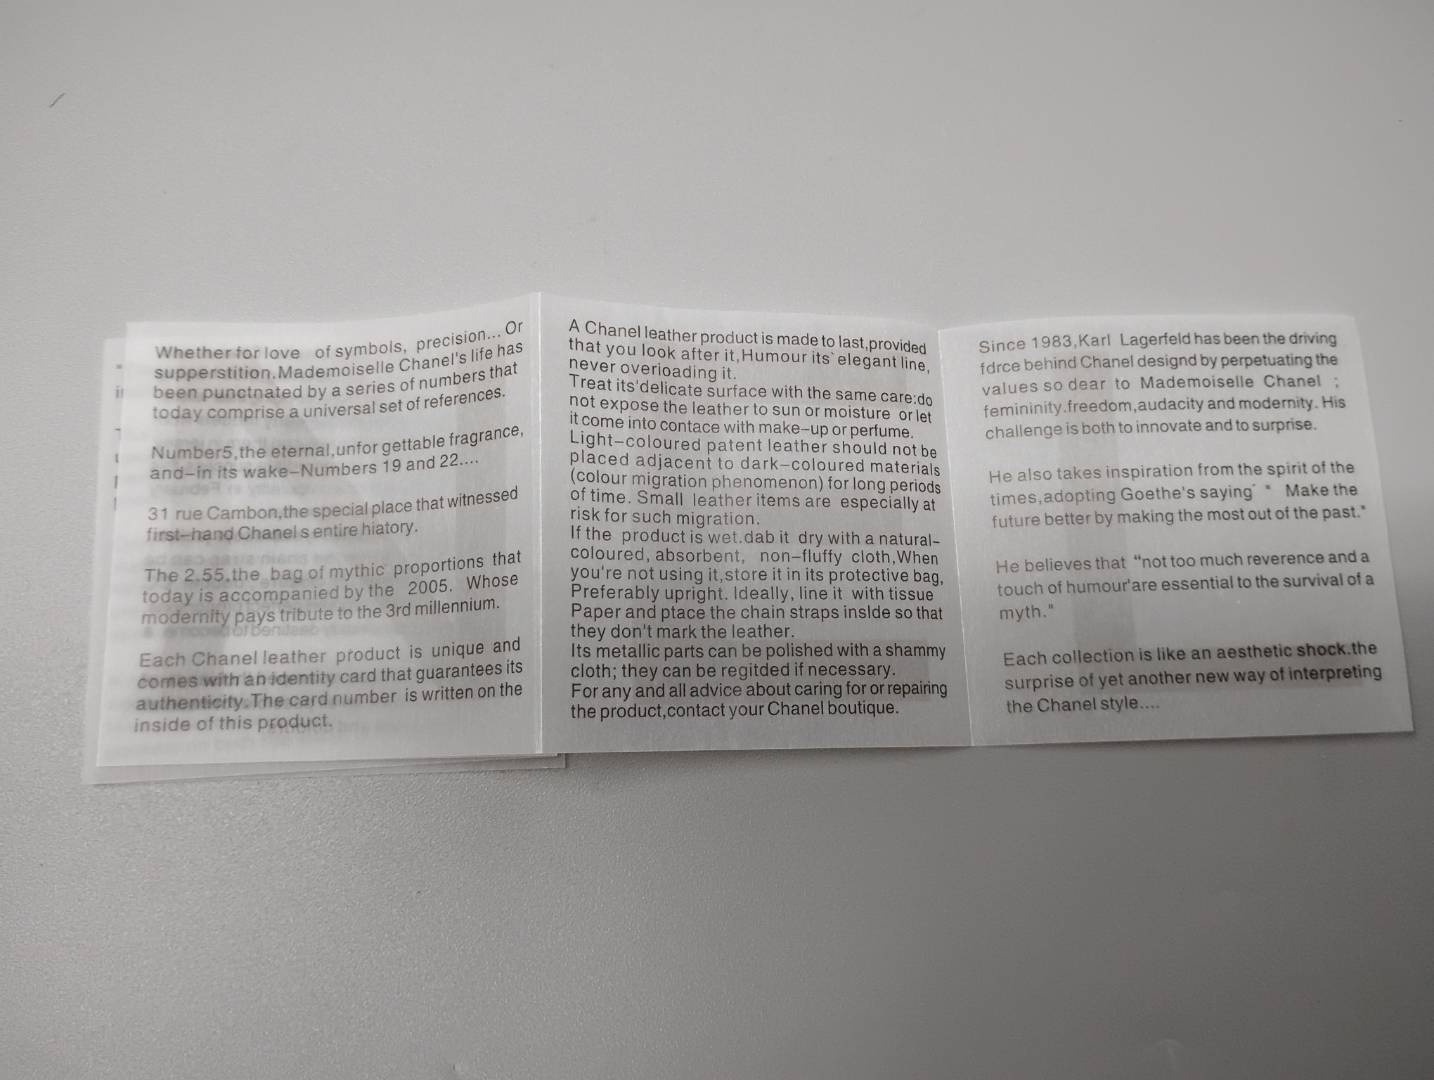 Whether for love of symbols, precision... Or
supperstition.Mademoiselle Chanel's life has
been punctnated by a series of numbers that
today comprise a universal set of references.
Number5,the eternal,unfor gettable fragrance,
and-in its wake-Numbers 19 and 22....
31 rue Cambon,the special place that witnessed
first-hand Chanel s entire hiatory.
The 2.55.the bag of mythic proportions that
today is accompanied by the 2005. Whose
modernity pays tribute to the 3rd millennium.
Each Chanel leather product is unique and
comes with an identity card that guarantees its
authenticity.The card number is written on the
inside of this product.
A Chanel leather product is made to last,provided
that you look after it,Humour its`elegant line,
never overioading it.
Treat its'delicate surface with the same care:do
not expose the leather to sun or moisture or let
it come into contace with make-up or perfume.
Light-coloured patent leather should not be
placed adjacent to dark-coloured materials
(colour migration phenomenon) for long periods
of time. Small leather items are especially at
risk for such migration.
If the product is wet.dab it dry with a natural-
coloured, absorbent, non-fluffy cloth,When
you're not using it,store it in its protective bag,
Preferably upright. Ideally, line it with tissue
Paper and ptace the chain straps inslde so that
they don't mark the leather.
Its metallic parts can be polished with a shammy
cloth; they can be regitded if necessary.
For any and all advice about caring for or repairing
the product,contact your Chanel boutique.
Since 1983,Karl Lagerfeld has been the driving
fdrce behind Chanel designd by perpetuating the
values so dear to Mademoiselle Chanel ;
femininity.freedom,audacity and modernity. His
challenge is both to innovate and to surprise.
He also takes inspiration from the spirit of the
times,adopting Goethe's saying´ " Make the
future better by making the most out of the past."
He believes that "not too much reverence and a
touch of humour'are essential to the survival of a
myth."
Each collection is like an aesthetic shock.the
surprise of yet another new way of interpreting
the Chanel style....